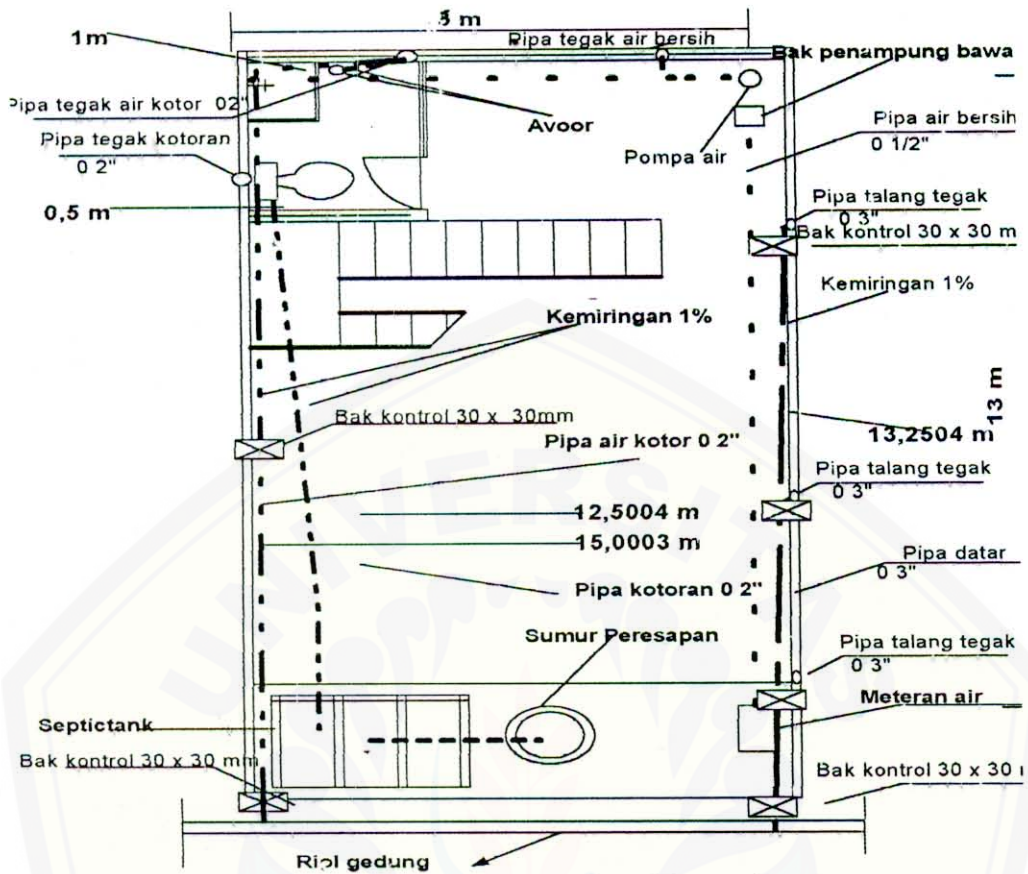 5 m
1m
Pipa tegak air bersih
Bak penampung bawa
Pipa tegak air kotor 02"
Avoor
Pipa air bersih
0 1/2"
Pipa tegak kotoran
0 2"
Pompa air
Pipa talang tegak
0 3"
0,5 m
Bak kontrol 30 x 30 m
Kemiringan 1%
Kemiringan 1%
13 m
Bak kontrol 30 x 30mm
13,2504 m
Pipa air kotor 0 2"
Pipa talang tegak
0 3"
12,5004 m
15,0003 m
Pipa datar
0 3"
Pipa kotoran 0 2"
Sumur Peresapan
Pipa talang tegak
0 3"
Septictank
Meteran air
Bak kontrol 30 x 30 mm
Bak kontrol 30 x 30
Riol gedung
UNIVERSITAS